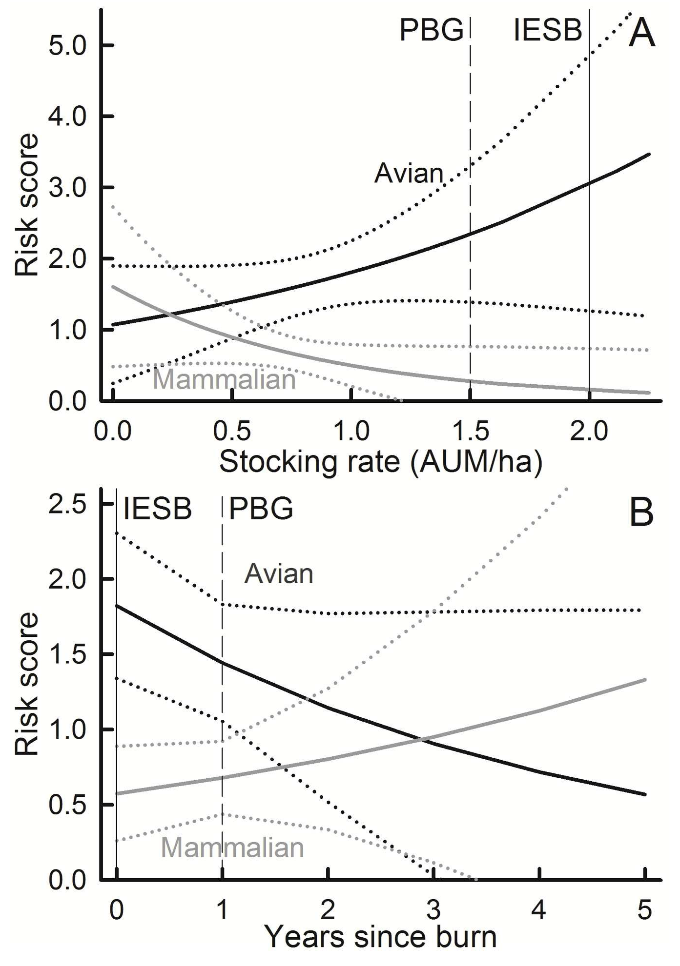 PBG IESB A
5.0
4.0
3.0
2.0
1.0
0.0
Risk score
Avian
Mammalian
0.0 0.5 1.0 1.5 2.0
Stocking rate (AUM/ha)
IESB PBG B
2.5
2.0
1.5
1.0
0.5
0.0
Risk score
Avian
Mammalian
0 1 2 3 4 5
Years since burn